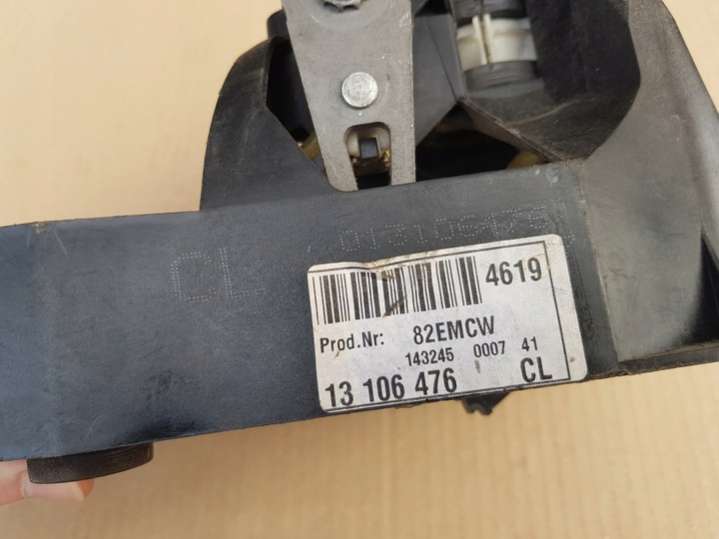 CL
4619
Prod.Nr: 82EMCW
143245 0007 41
13 106 476 CL